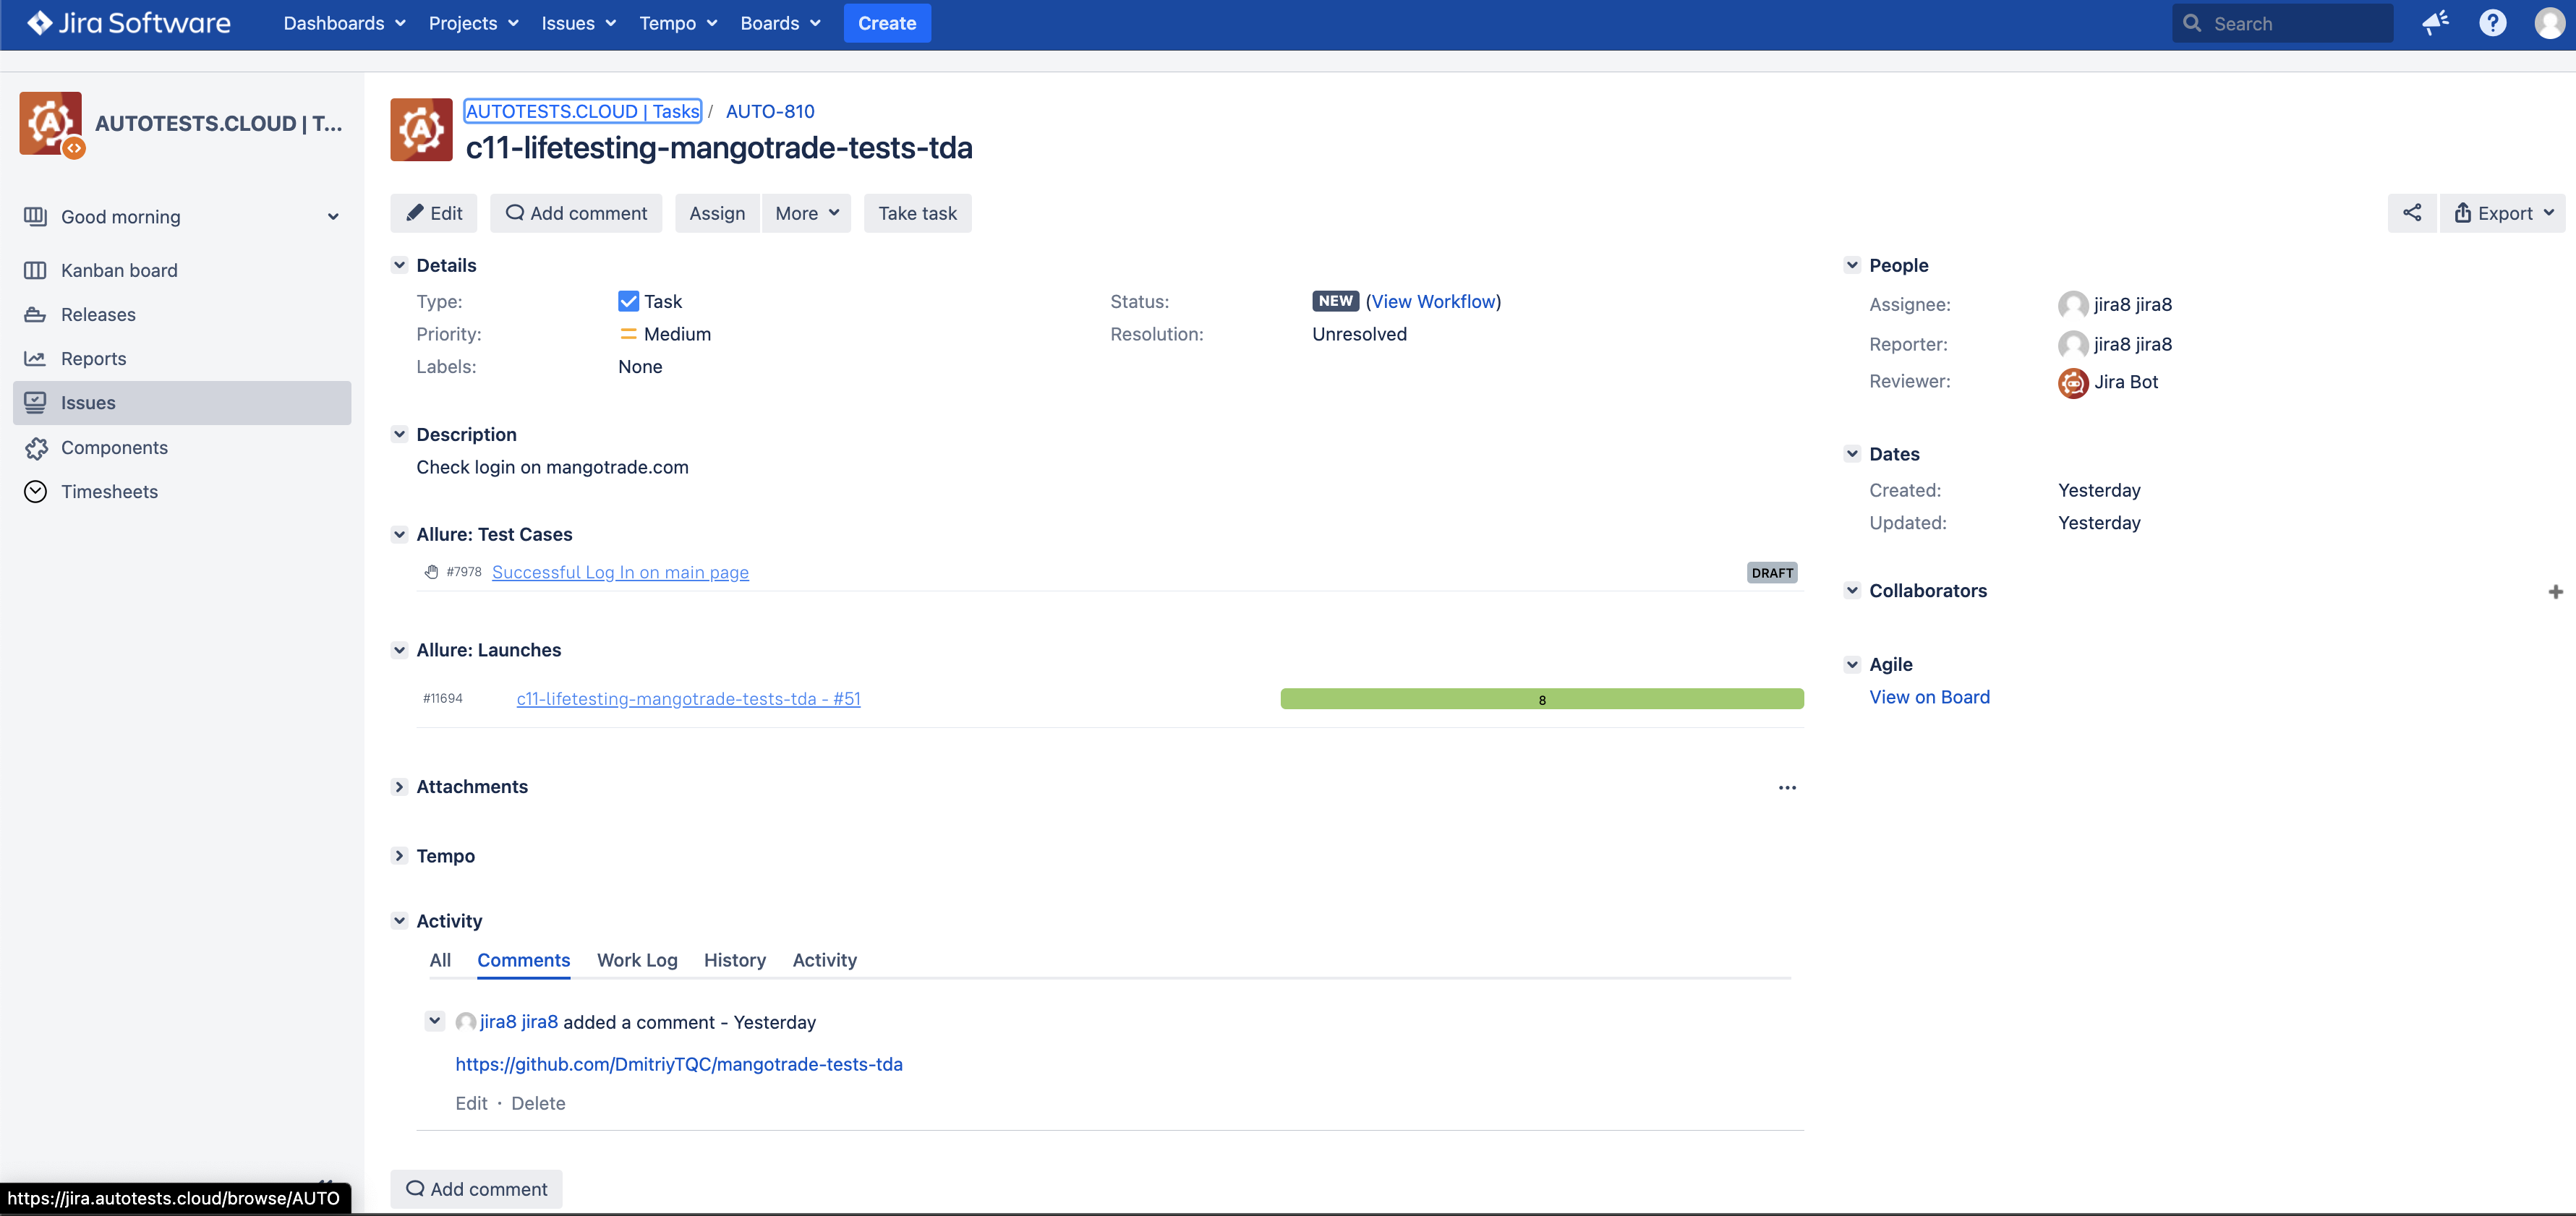 Jira Software Dashboards Projects Issues Tempo Boards Create Search
AUTOTESTS.CLOUD | T...
Good morning
Kanban board
Releases
Reports
Issues
Components
Timesheets
AUTOTESTS.CLOUD | Tasks / AUTO-810
c11-lifetesting-mangotrade-tests-tda
Edit Add comment Assign More Take task Export
Details
Type: Task
Priority: Medium
Labels: None
Status: NEW (View Workflow)
Resolution: Unresolved
Description
Check login on mangotrade.com
Allure: Test Cases
#7978 Successful Log In on main page DRAFT
Allure: Launches
#11694 c11-lifetesting-mangotrade-tests-tda - #51 8
Attachments
Tempo
Activity
All Comments Work Log History Activity
jira8 jira8 added a comment - Yesterday
https://github.com/DmitriyTQC/mangotrade-tests-tda
Edit · Delete
Add comment
People
Assignee: jira8 jira8
Reporter: jira8 jira8
Reviewer: Jira Bot
Dates
Created: Yesterday
Updated: Yesterday
Collaborators
Agile
View on Board
https://jira.autotests.cloud/browse/AUTO